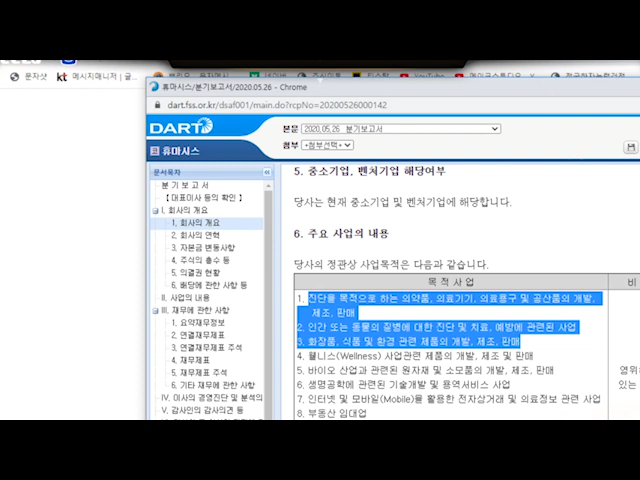 문자샷
kt 메시지매니저 | 글...
YouTube
휴마시스/분기보고서/2020.05.26 - Chrome
dart.fss.or.kr/dsaf001/main.do?rcpNo=20200526000142
DART
본문 2020.05.26 분기보고서
첨부 +첨부선택+
휴마시스
문서목차
분 기 보 고 서
【 대표이사 등의 확인 】
I. 회사의 개요
1. 회사의 개요
2. 회사의 연혁
3. 자본금 변동사항
4. 주식의 총수 등
5. 의결권 현황
6. 배당에 관한 사항 등
II. 사업의 내용
III. 재무에 관한 사항
1. 요약재무정보
2. 연결재무제표
3. 연결재무제표 주석
4. 재무제표
5. 재무제표 주석
6. 기타 재무에 관한 사항
IV. 이사의 경영진단 및 분석의
V. 감사인의 감사의견 등
5. 중소기업, 벤처기업 해당여부
당사는 현재 중소기업 및 벤처기업에 해당합니다.
6. 주요 사업의 내용
당사의 정관상 사업목적은 다음과 같습니다.
목 적 사 업
비
1. 진단을 목적으로 하는 의약품, 의료기기, 의료용구 및 공산품의 개발,
제조, 판매
2. 인간 또는 동물의 질병에 대한 진단 및 치료, 예방에 관련된 사업
3. 화장품, 식품 및 환경 관련 제품의 개발, 제조, 판매
4. 웰니스(Wellness) 사업관련 제품의 개발, 제조 및 판매
5. 바이오 산업과 관련된 원자재 및 소모품의 개발, 제조, 판매
6. 생명공학에 관련된 기술개발 및 용역서비스 사업
7. 인터넷 및 모바일(Mobile)을 활용한 전자상거래 및 의료정보 관련 사업
8. 부동산 임대업
영위
있는